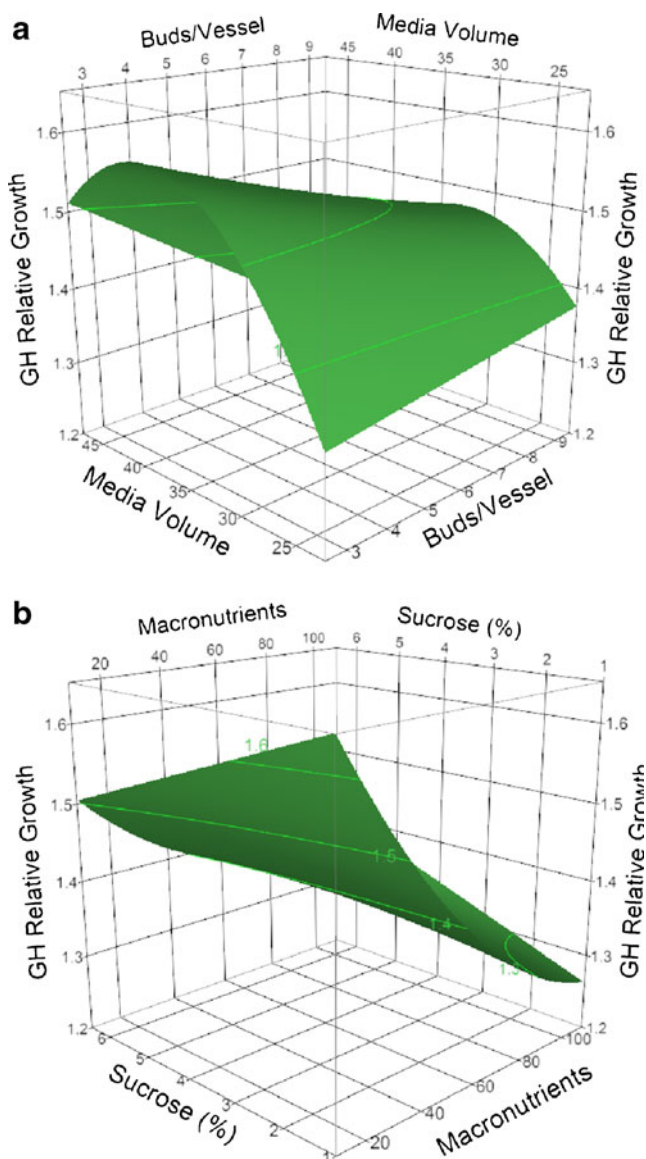 a
Buds/Vessel
Media Volume
3 4 5 6 7 8 9
45 40 35 30 25
GH Relative Growth
1.6
1.5
1.4
1.3
1.2
GH Relative Growth
1.6
1.5
1.4
1.3
1.2
45 40 35 30 25
Media Volume
3 4 5 6 7 8 9
Buds/Vessel
b
Macronutrients
Sucrose (%)
20 40 60 80 100
6 5 4 3 2 1
GH Relative Growth
1.6
1.5
1.4
1.3
1.2
1.6
1.5
1.4
GH Relative Growth
1.6
1.5
1.4
1.3
1.2
6 5 4 3 2 1
Sucrose (%)
20 40 60 80 100
Macronutrients